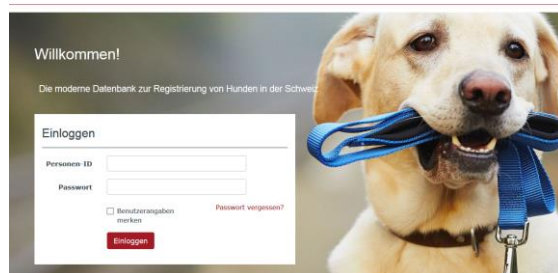 Willkommen!
Die moderne Datenbank zur Registrierung von Hunden in der Schweiz
Einloggen
Personen-ID
Passwort
Benutzerangaben
merken
Passwort vergessen?
Einloggen